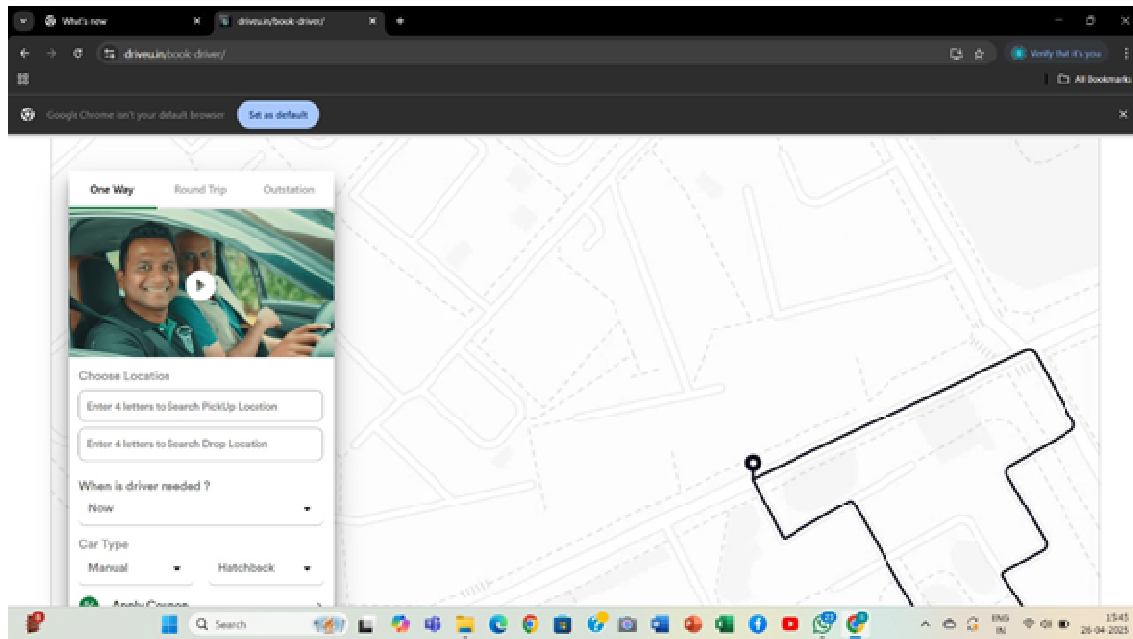 What's new
driveu.in/book-driver/
driveu.in/book-driver/
Verify that it's you
All Bookmarks
Google Chrome isn't your default browser
Set as default
One Way
Round Trip
Outstation
Choose Location
Enter 4 letters to Search PickUp Location
Enter 4 letters to Search Drop Location
When is driver needed ?
Now
Car Type
Manual
Hatchback
Apply Coupon
Search
ENG
IN
15:45
26-04-2025